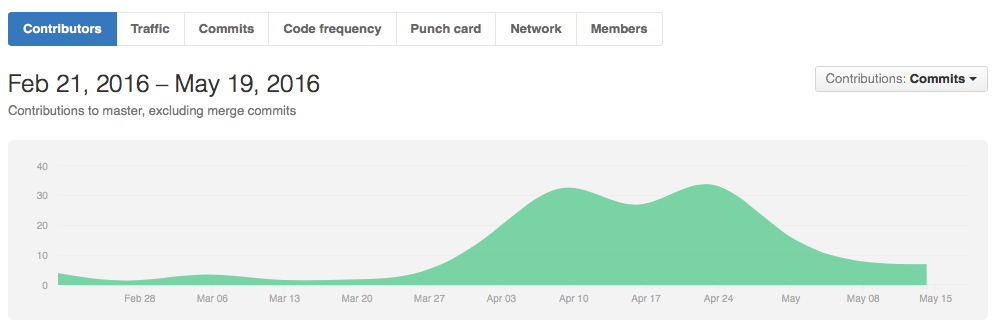 Contributors Traffic Commits Code frequency Punch card Network Members
Feb 21, 2016 – May 19, 2016
Contributions: Commits
Contributions to master, excluding merge commits
40
30
20
10
0
Feb 28 Mar 06 Mar 13 Mar 20 Mar 27 Apr 03 Apr 10 Apr 17 Apr 24 May May 08 May 15